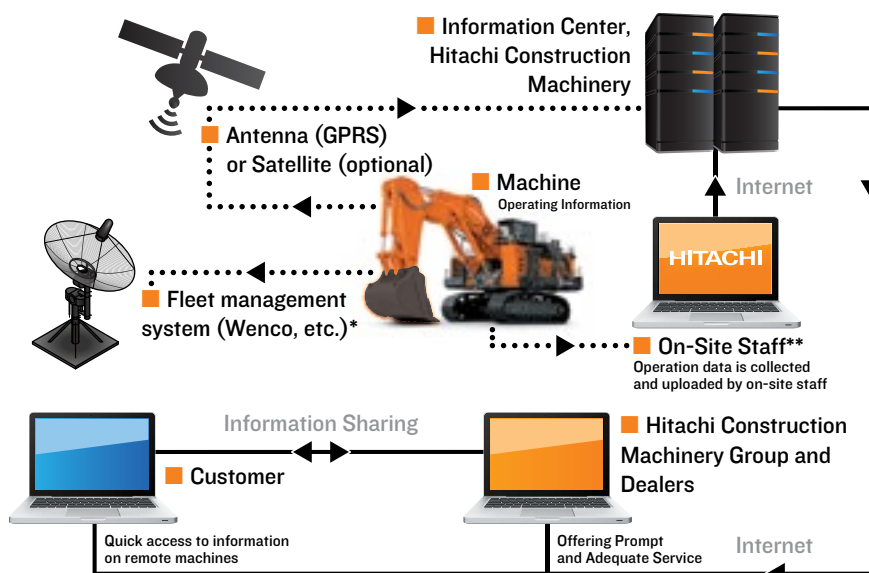 Information Center,
Hitachi Construction
Machinery
Antenna (GPRS)
or Satellite (optional)
Machine
Operating Information
Internet
HITACHI
Fleet management
system (Wenco, etc.)*
On-Site Staff**
Operation data is collected
and uploaded by on-site staff
Information Sharing
Customer
Hitachi Construction
Machinery Group and
Dealers
Quick access to information
on remote machines
Offering Prompt
and Adequate Service
Internet